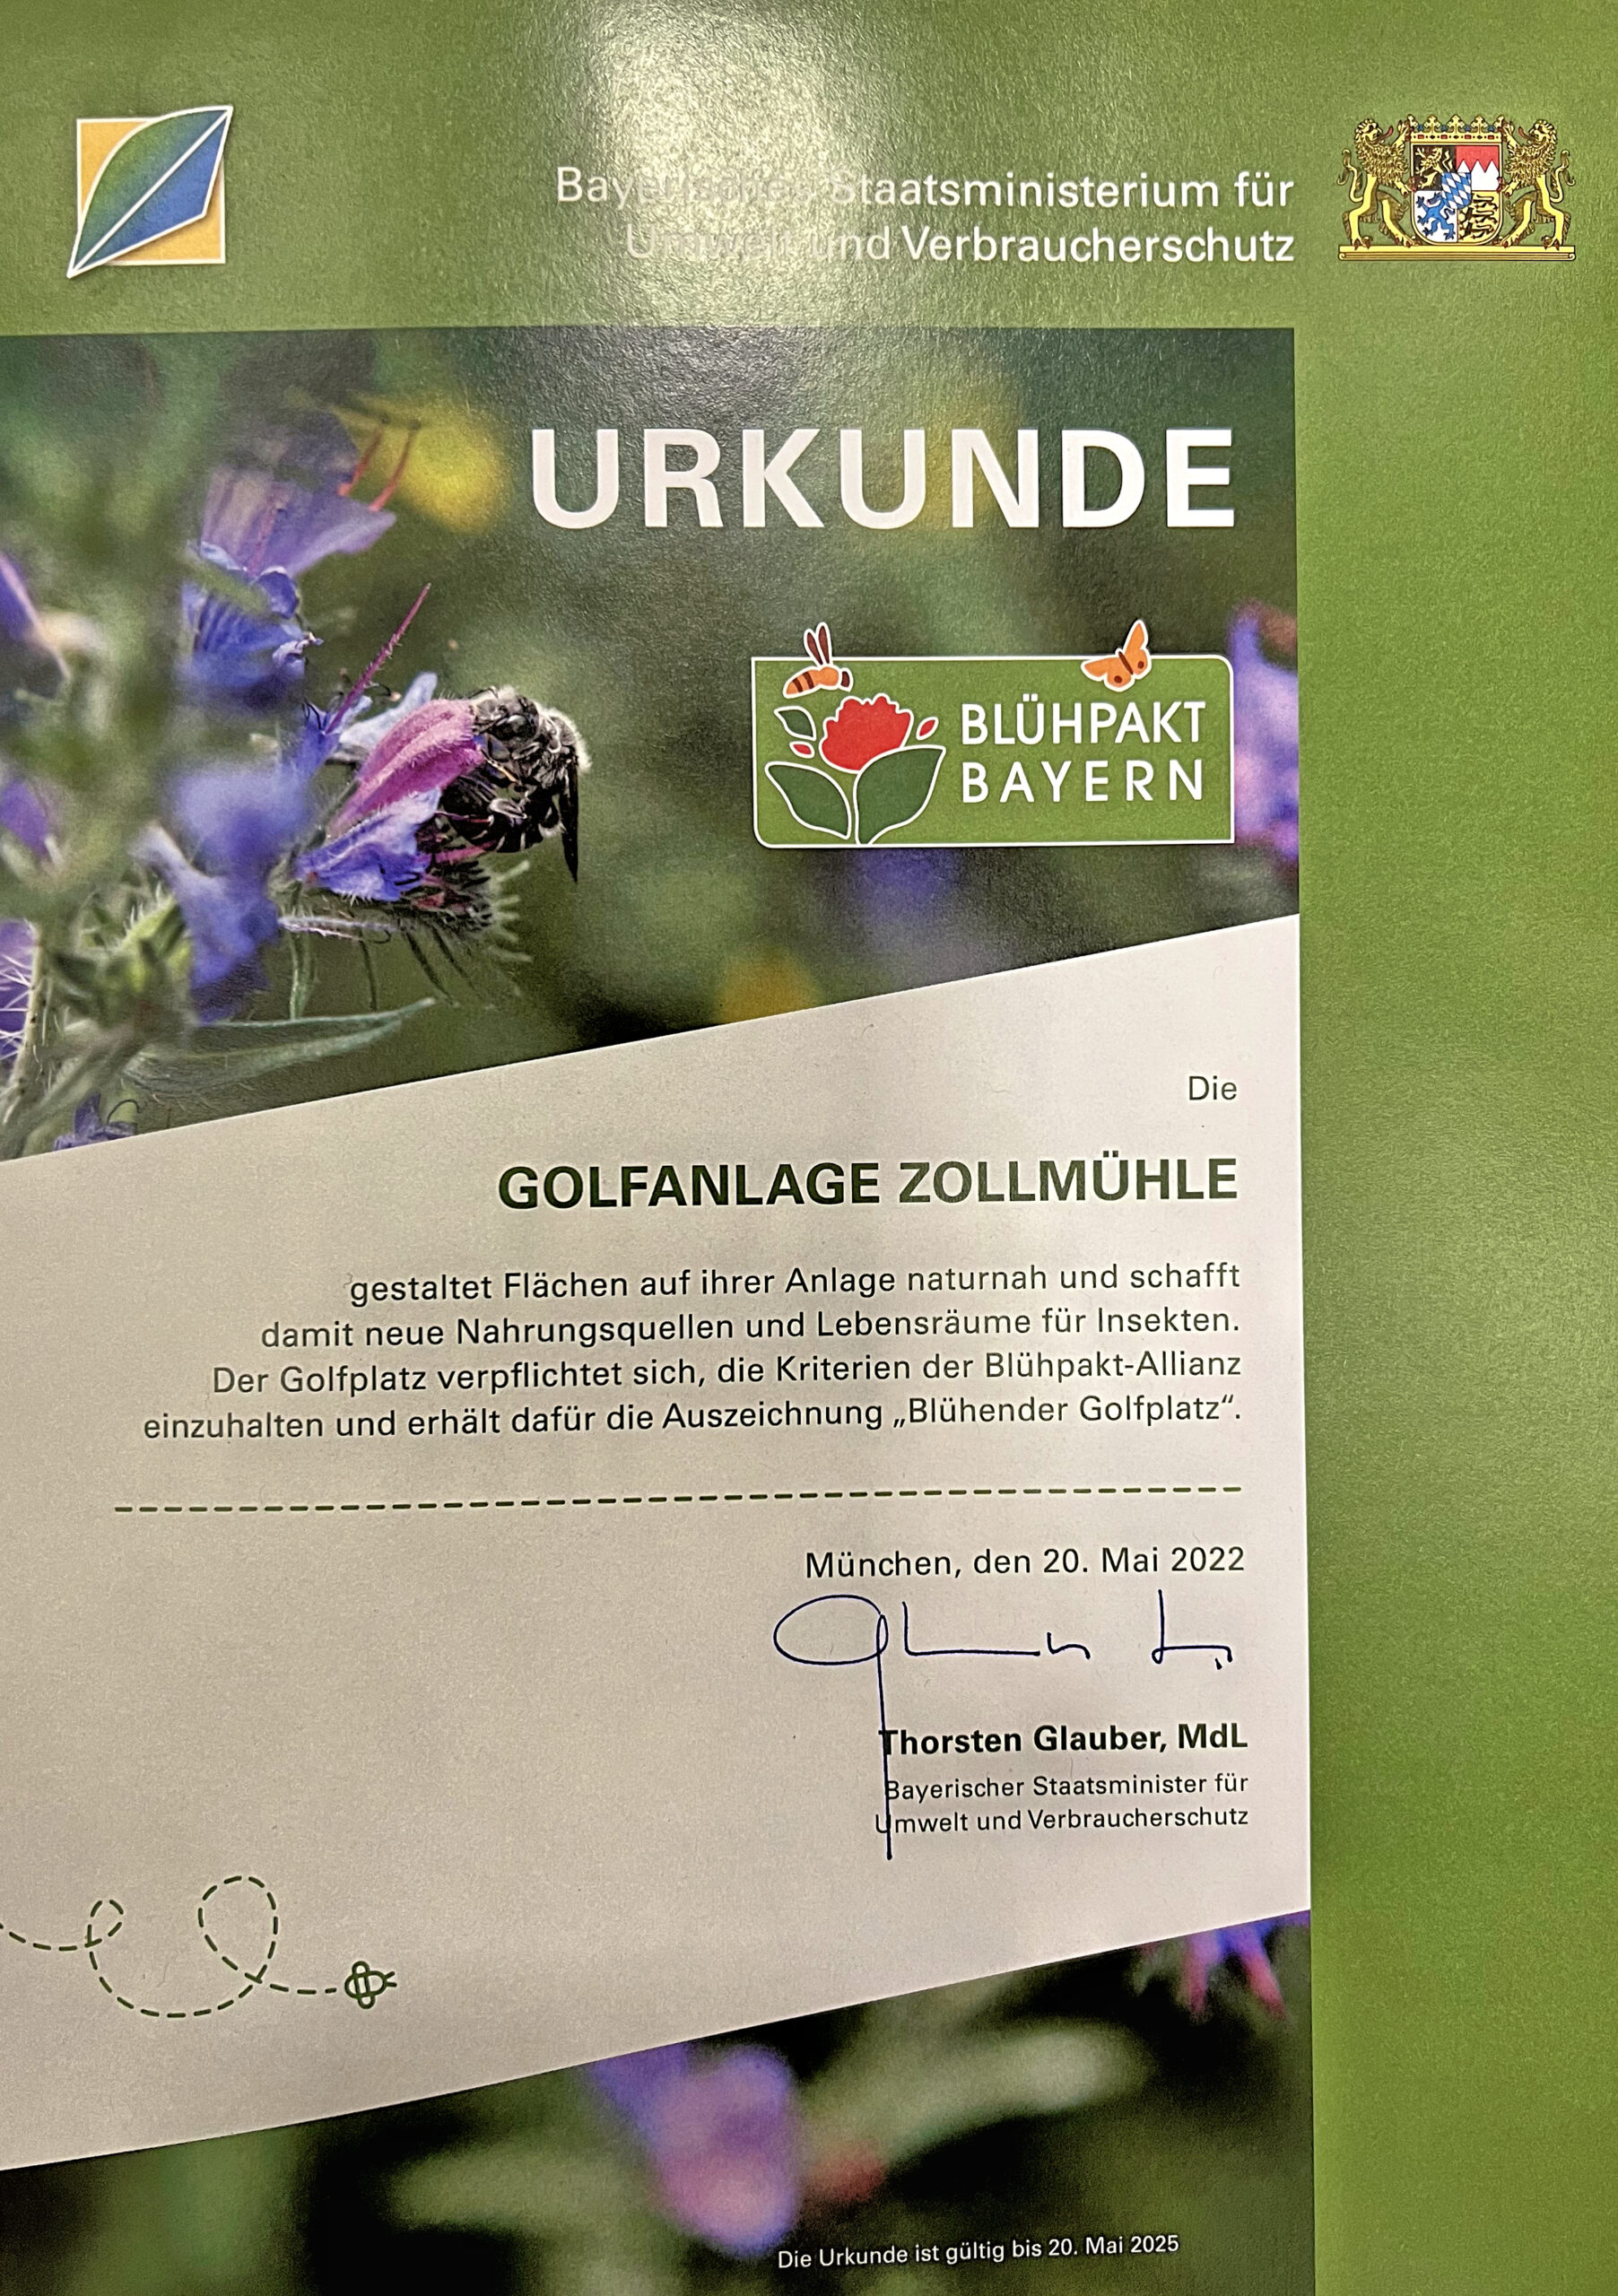 Bayerisches Staatsministerium für
Umwelt und Verbraucherschutz
URKUNDE
BLÜHPAKT
BAYERN
Die
GOLFANLAGE ZOLLMÜHLE
gestaltet Flächen auf ihrer Anlage naturnah und schafft
damit neue Nahrungsquellen und Lebensräume für Insekten.
Der Golfplatz verpflichtet sich, die Kriterien der Blühpakt-Allianz
einzuhalten und erhält dafür die Auszeichnung „Blühender Golfplatz“.
München, den 20. Mai 2022
Thorsten Glauber, MdL
Bayerischer Staatsminister für
Umwelt und Verbraucherschutz
Die Urkunde ist gültig bis 20. Mai 2025